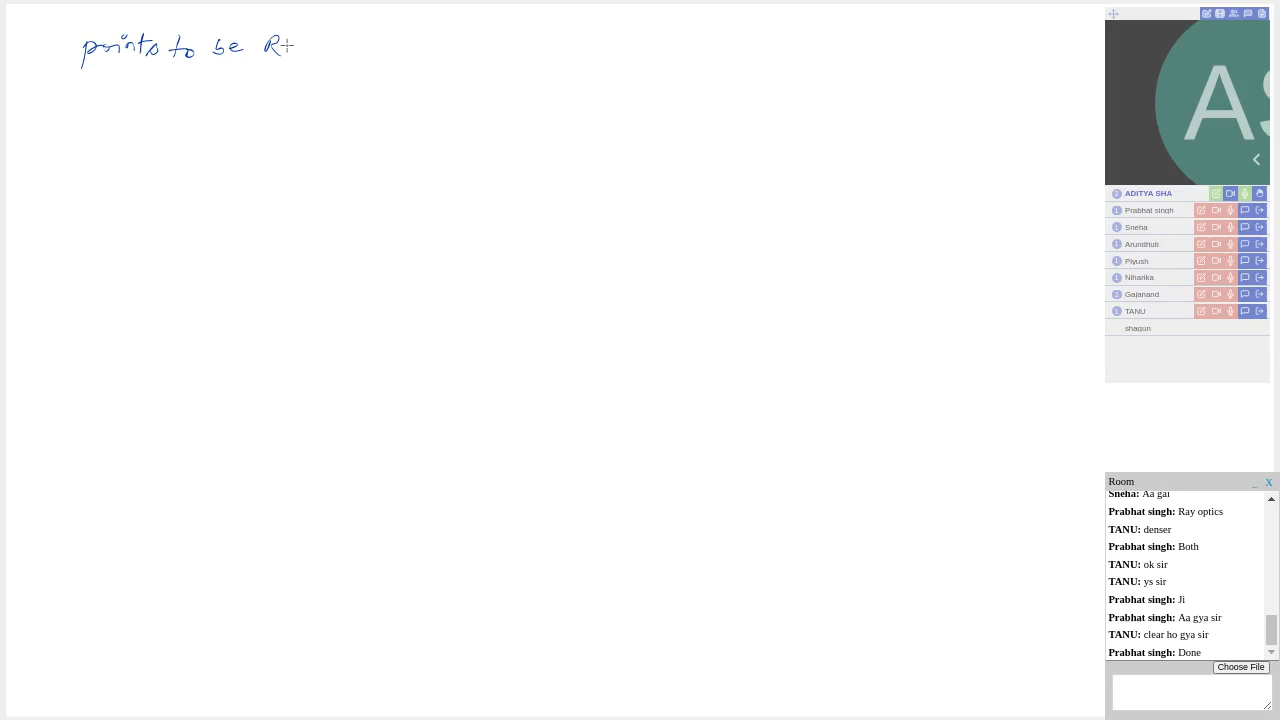 points to be R
AS
ADITYA SHA
Prabhat singh
Sneha
Arundhuti
Piyush
Niharika
Gajanand
TANU
shagun
Room _ X
Sneha: Aa gai
Prabhat singh: Ray optics
TANU: denser
Prabhat singh: Both
TANU: ok sir
TANU: ys sir
Prabhat singh: Ji
Prabhat singh: Aa gya sir
TANU: clear ho gya sir
Prabhat singh: Done
Choose File